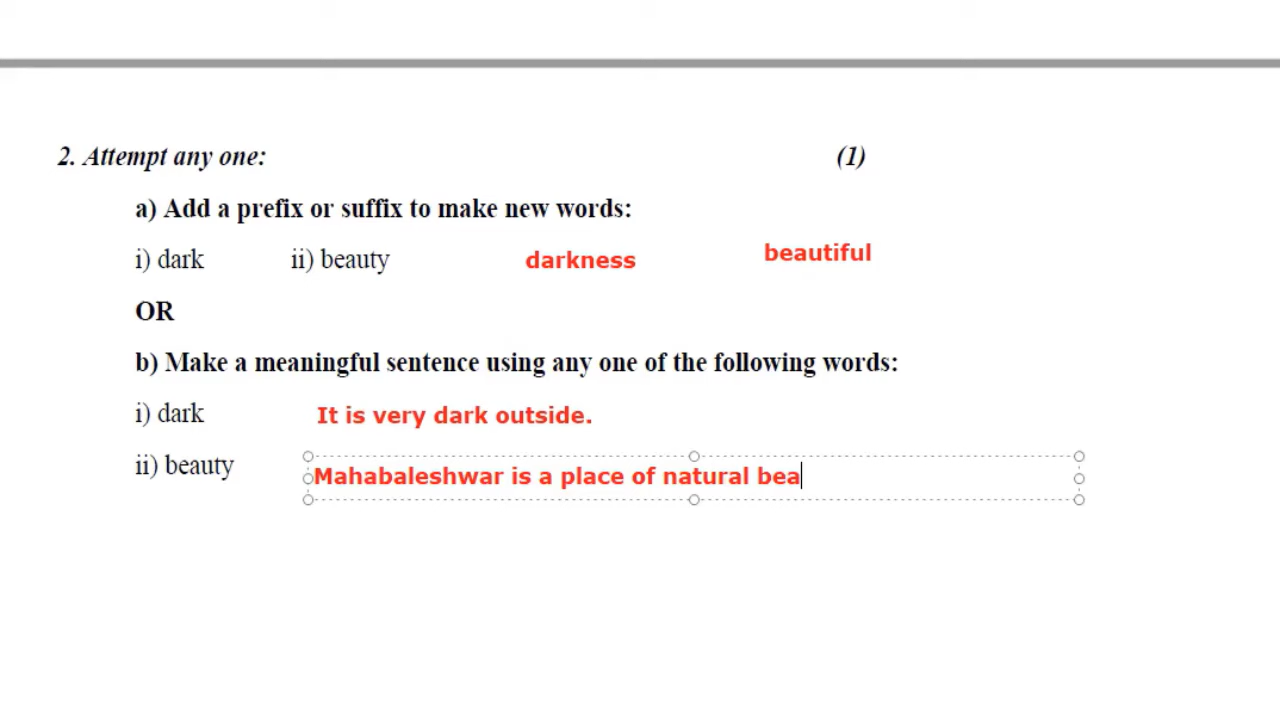 2. Attempt any one: (1)
a) Add a prefix or suffix to make new words:
i) dark ii) beauty darkness beautiful
OR
b) Make a meaningful sentence using any one of the following words:
i) dark It is very dark outside.
ii) beauty Mahabaleshwar is a place of natural bea